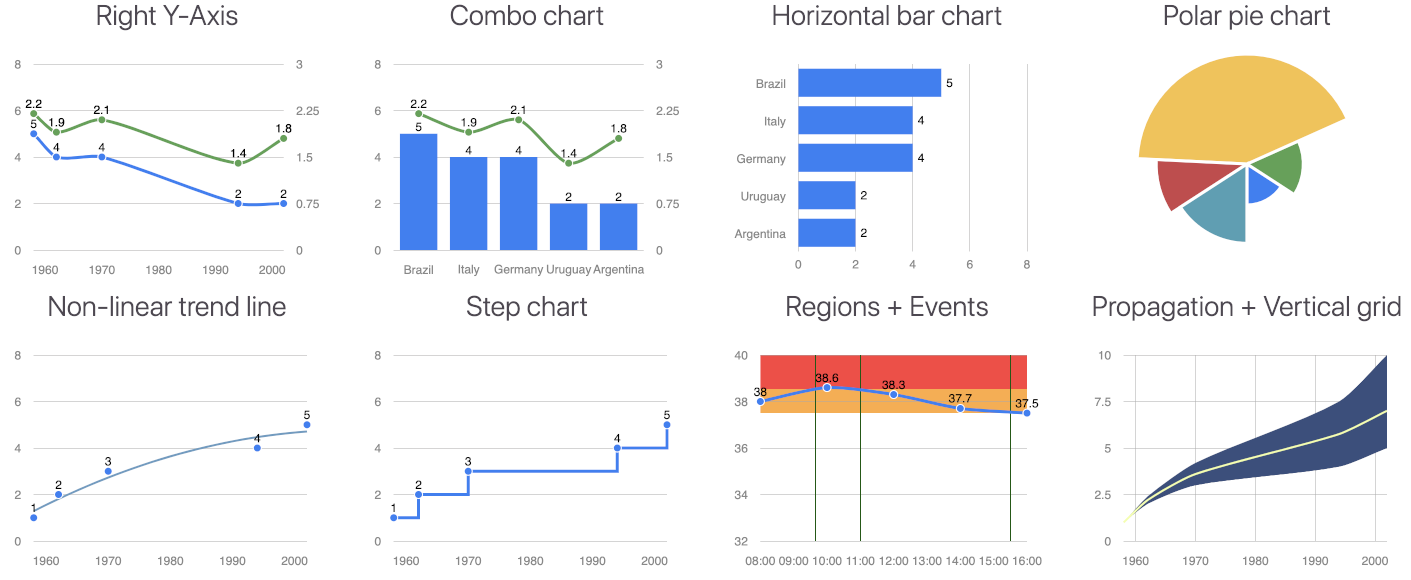 Right Y-Axis
8 3
6 2.25
4 1.5
2 0.75
0 0
2.2 1.9 2.1 1.4 1.8
5 4 4 2 2
1960 1970 1980 1990 2000
Combo chart
8 3
6 2.25
4 1.5
2 0.75
0 0
2.2 1.9 2.1 1.4 1.8
5 4 4 2 2
Brazil Italy Germany Uruguay Argentina
Horizontal bar chart
Brazil 5
Italy 4
Germany 4
Uruguay 2
Argentina 2
0 2 4 6 8
Polar pie chart
Non-linear trend line
8
6
4
2
0
1 2 3 4 5
1960 1970 1980 1990 2000
Step chart
8
6
4
2
0
1 2 3 4 5
1960 1970 1980 1990 2000
Regions + Events
40
38
36
34
32
38 38.6 38.3 37.7 37.5
08:00 09:00 10:00 11:00 12:00 13:00 14:00 15:00 16:00
Propagation + Vertical grid
10
7.5
5
2.5
0
1960 1970 1980 1990 2000